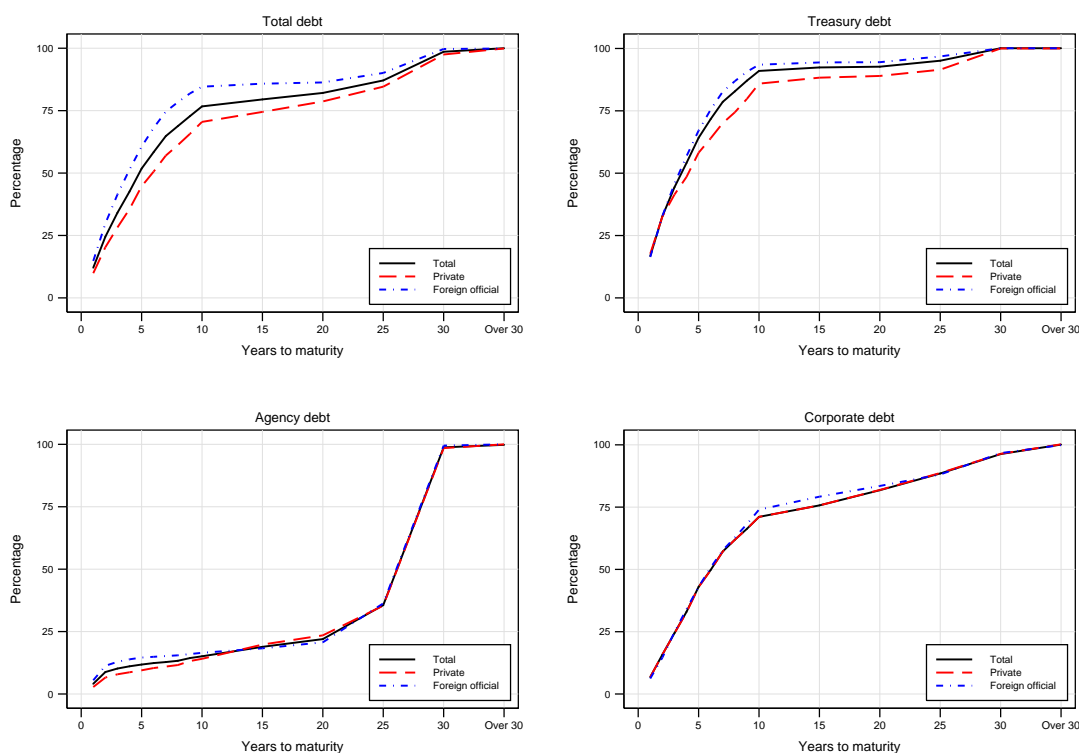 Total debt
100
75
50
25
0
Percentage
Total
Private
Foreign official
0 5 10 15 20 25 30 Over 30
Years to maturity
Treasury debt
100
75
50
25
0
Percentage
Total
Private
Foreign official
0 5 10 15 20 25 30 Over 30
Years to maturity
Agency debt
100
75
50
25
0
Percentage
Total
Private
Foreign official
0 5 10 15 20 25 30 Over 30
Years to maturity
Corporate debt
100
75
50
25
0
Percentage
Total
Private
Foreign official
0 5 10 15 20 25 30 Over 30
Years to maturity